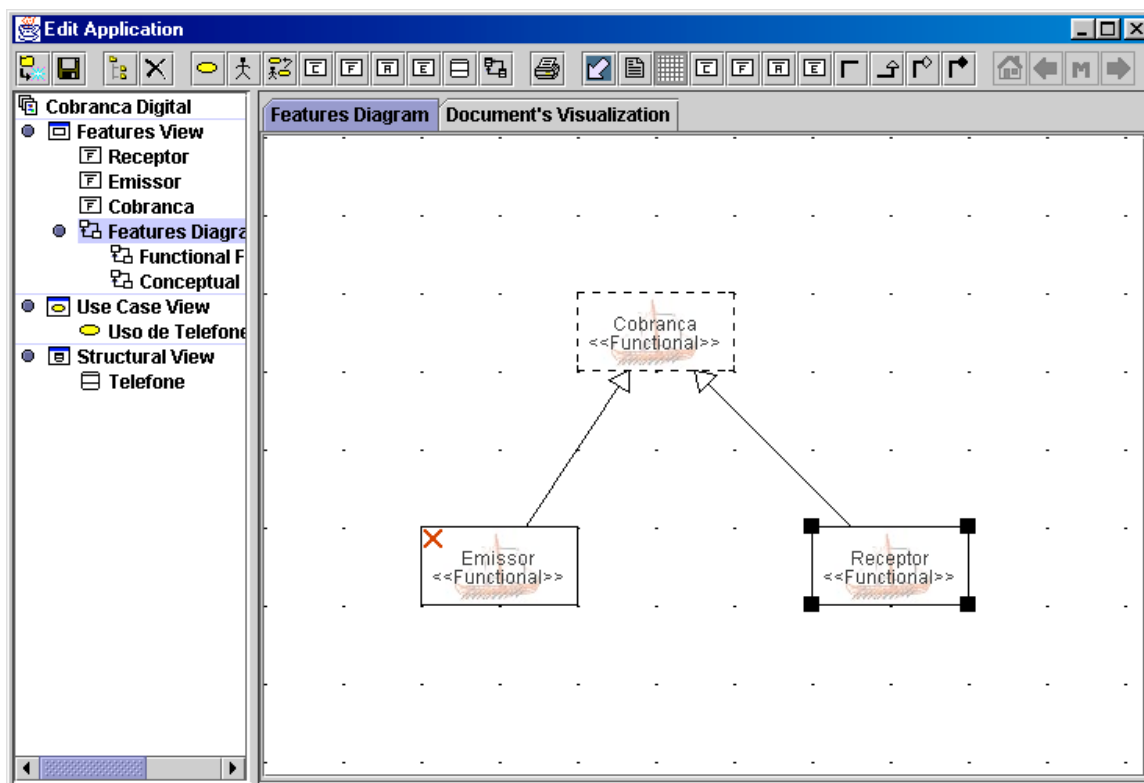 Edit Application
Cobranca Digital
Features View
Receptor
Emissor
Cobranca
Features Diagra
Functional F
Conceptual
Use Case View
Uso de Telefone
Structural View
Telefone
Features Diagram
Document's Visualization
Cobranca
<<Functional>>
Emissor
<<Functional>>
Receptor
<<Functional>>